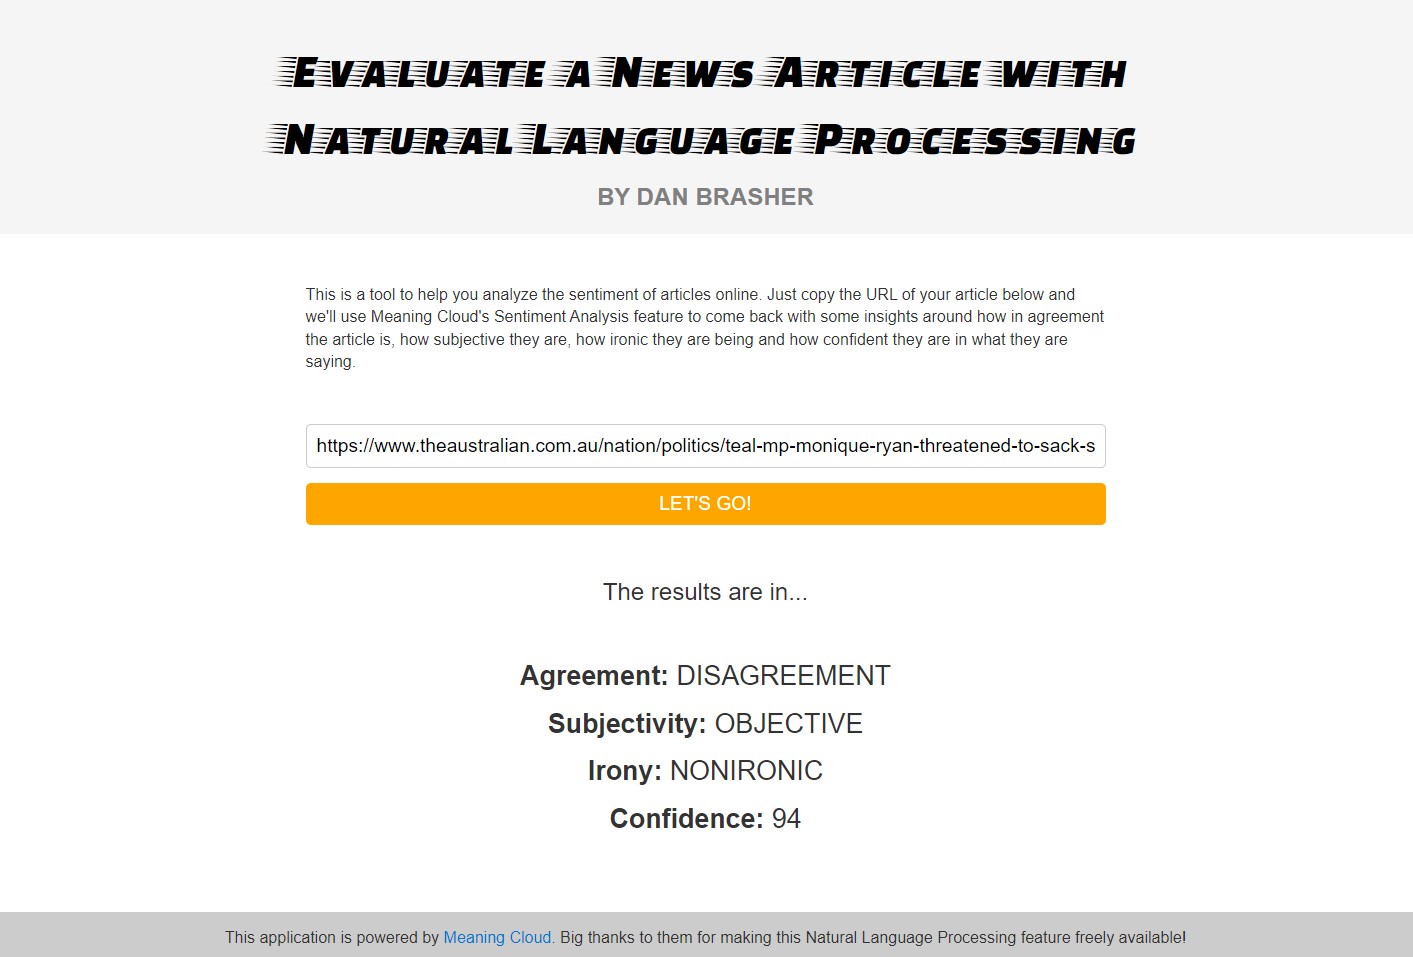 Evaluate a News Article with
Natural Language Processing
BY DAN BRASHER
This is a tool to help you analyze the sentiment of articles online. Just copy the URL of your article below and
we'll use Meaning Cloud's Sentiment Analysis feature to come back with some insights around how in agreement
the article is, how subjective they are, how ironic they are being and how confident they are in what they are
saying.
https://www.theaustralian.com.au/nation/politics/teal-mp-monique-ryan-threatened-to-sack-s
LET'S GO!
The results are in...
Agreement: DISAGREEMENT
Subjectivity: OBJECTIVE
Irony: NONIRONIC
Confidence: 94
This application is powered by Meaning Cloud. Big thanks to them for making this Natural Language Processing feature freely available!